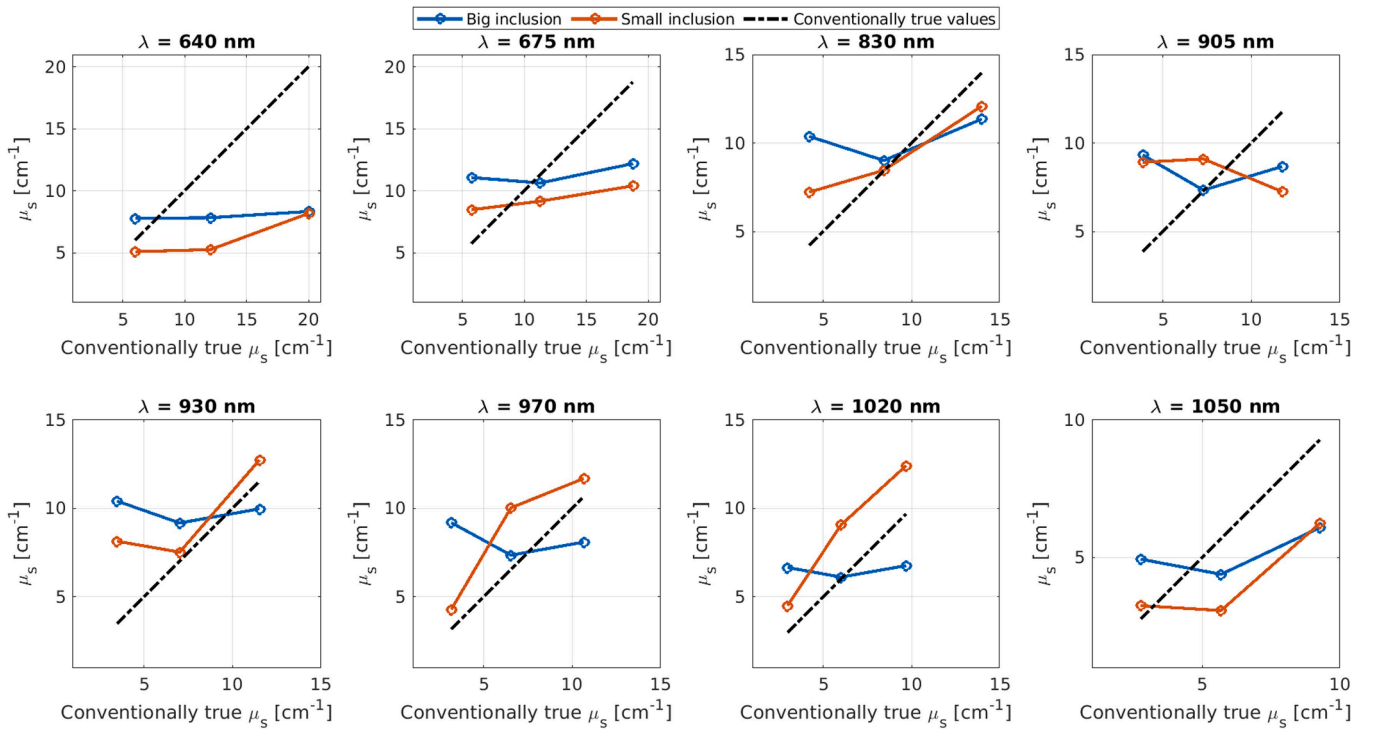 Big inclusion Small inclusion Conventionally true values
λ = 640 nm
20
15
10
5
μs [cm-1]
5 10 15 20
Conventionally true μs [cm-1]
λ = 675 nm
20
15
10
5
μs [cm-1]
5 10 15 20
Conventionally true μs [cm-1]
λ = 830 nm
15
10
5
μs [cm-1]
5 10 15
Conventionally true μs [cm-1]
λ = 905 nm
15
10
5
μs [cm-1]
5 10 15
Conventionally true μs [cm-1]
λ = 930 nm
15
10
5
μs [cm-1]
5 10 15
Conventionally true μs [cm-1]
λ = 970 nm
15
10
5
μs [cm-1]
5 10 15
Conventionally true μs [cm-1]
λ = 1020 nm
15
10
5
μs [cm-1]
5 10 15
Conventionally true μs [cm-1]
λ = 1050 nm
10
5
μs [cm-1]
5 10
Conventionally true μs [cm-1]